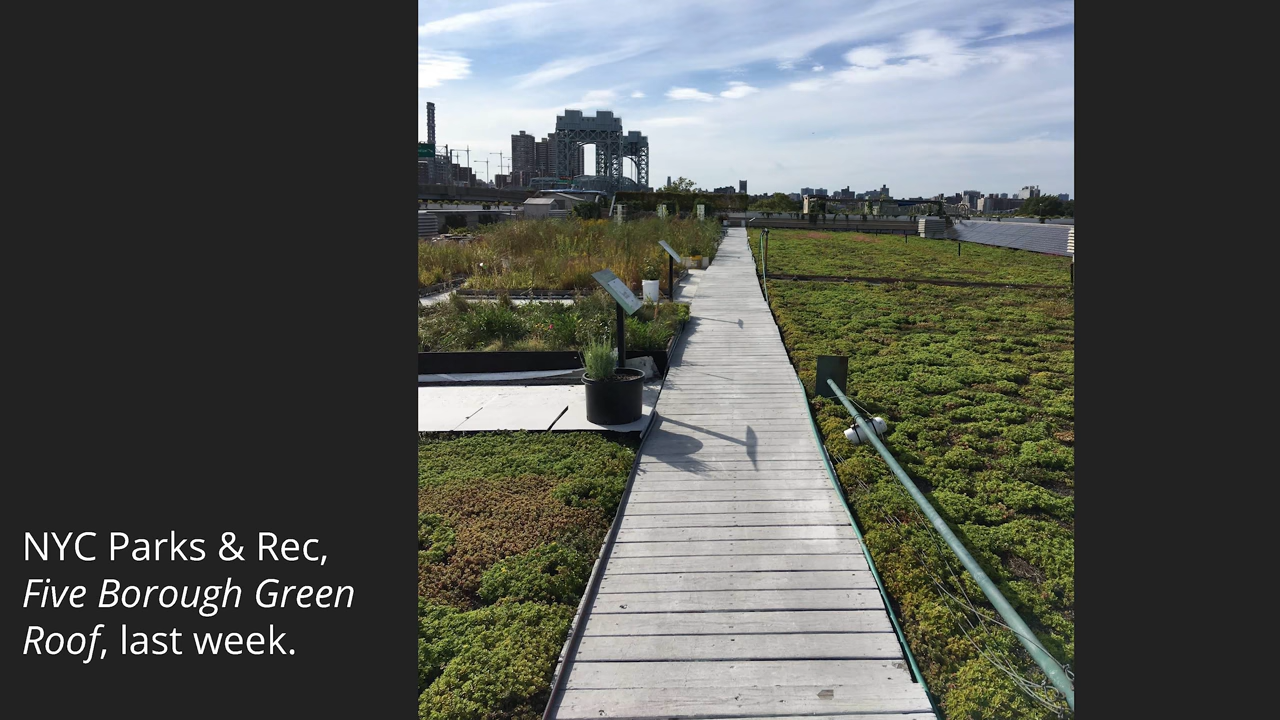 NYC Parks & Rec,
Five Borough Green
Roof, last week.